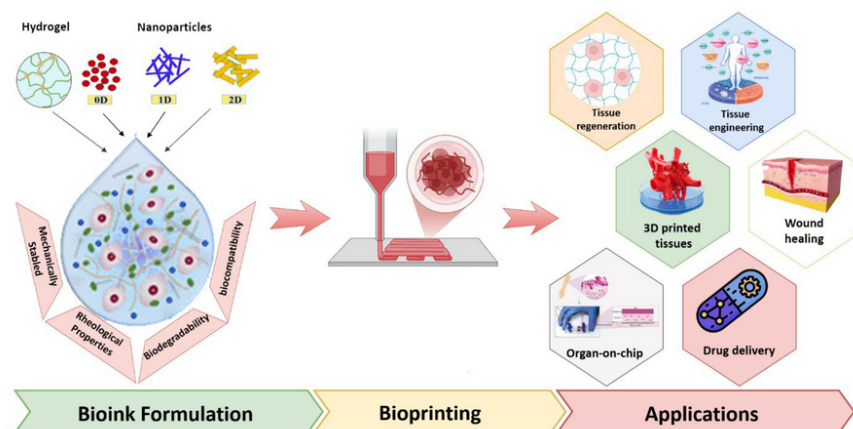 Hydrogel
Nanoparticles
0D
1D
2D
Mechanically
Stabled
Rheological
Properties
Biodegradability
biocompatibility
Tissue
regeneration
Tissue
engineering
3D printed
tissues
Wound
healing
Organ-on-chip
Drug delivery
Bioink Formulation
Bioprinting
Applications